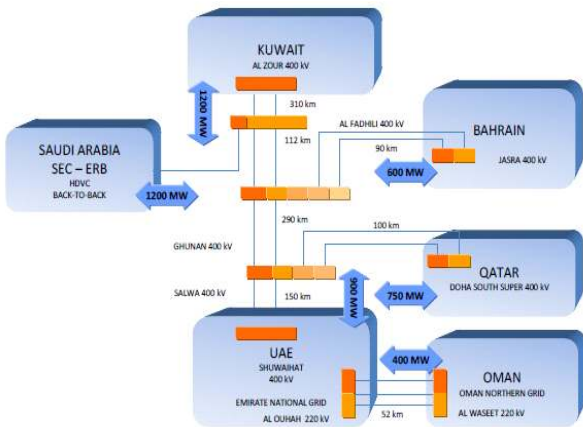 KUWAIT
AL ZOUR 400 kV
1200 MW
310 km
112 km
AL FADHILI 400 kV
90 km
BAHRAIN
JASRA 400 kV
600 MW
SAUDI ARABIA
SEC – ERB
HDVC
BACK-TO-BACK
1200 MW
290 km
GHUNAN 400 kV
100 km
SALWA 400 kV
150 km
900 MW
750 MW
QATAR
DOHA SOUTH SUPER 400 kV
UAE
SHUWAIHAT
400 kV
400 MW
OMAN
OMAN NORTHERN GRID
EMIRATE NATIONAL GRID
AL OUHAH 220 kV
52 km
AL WASEET 220 kV